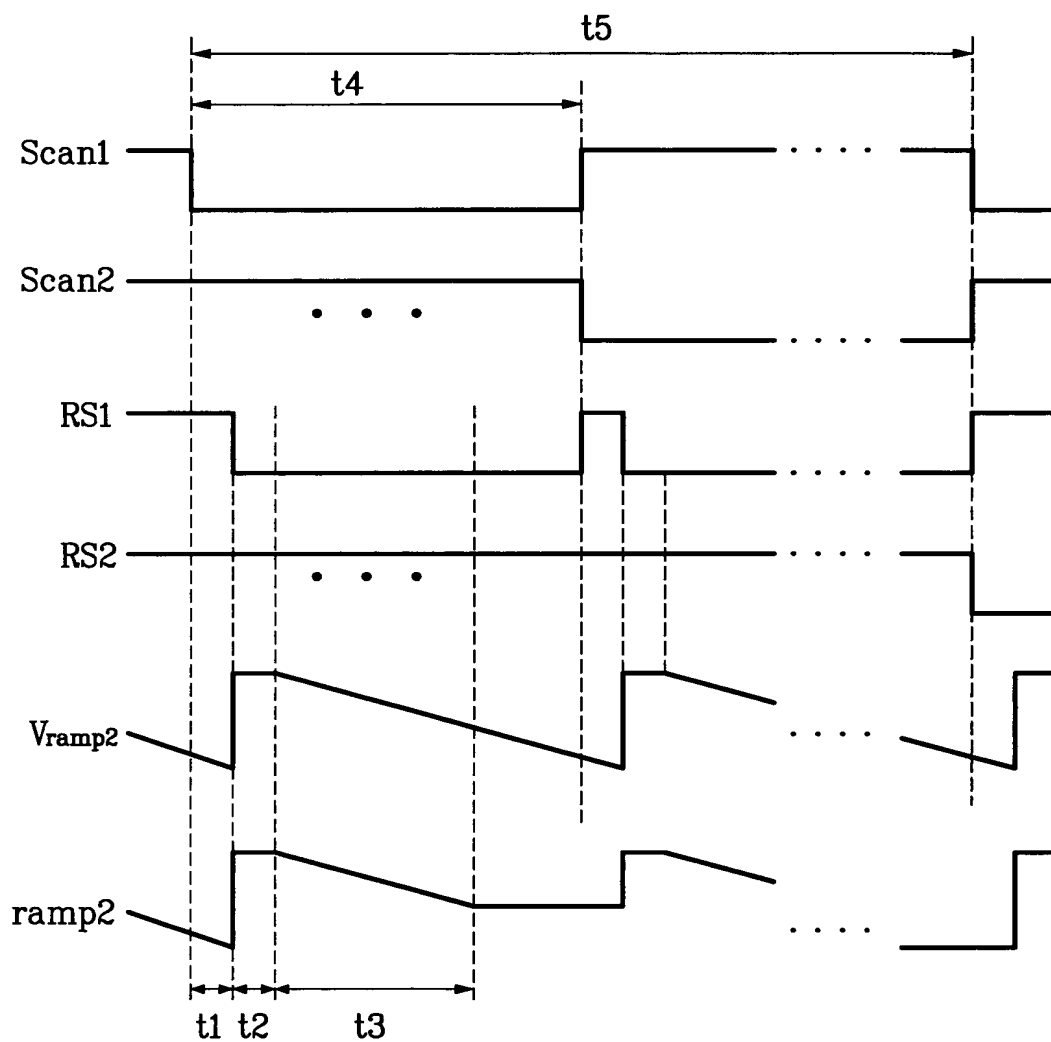 t5
t4
Scan1
. . . .
Scan2
• • •
. . . .
RS1
. . . .
RS2
• • •
. . . .
Vramp2
. . . .
ramp2
. . . .
t1 t2 t3